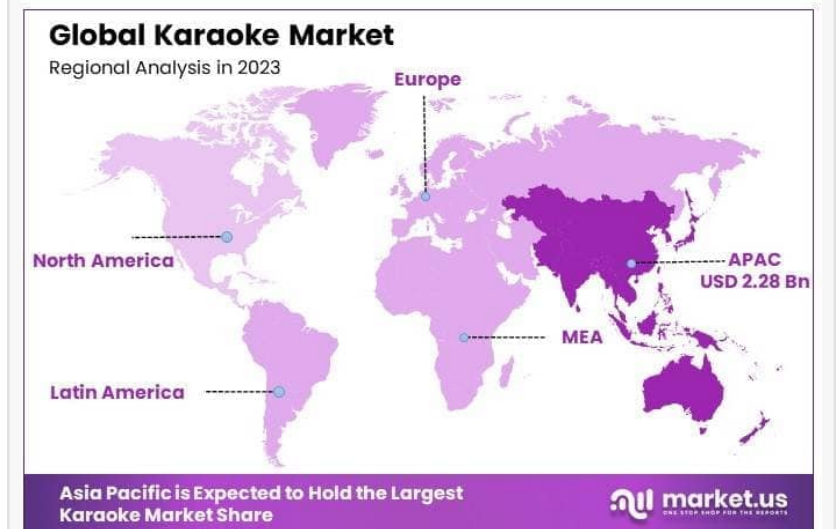 Global Karaoke Market
Regional Analysis in 2023
Europe
North America
APAC
USD 2.28 Bn
MEA
Latin America
Asia Pacific is Expected to Hold the Largest
Karaoke Market Share
market.us
ONE STOP SHOP FOR THE REPORTS